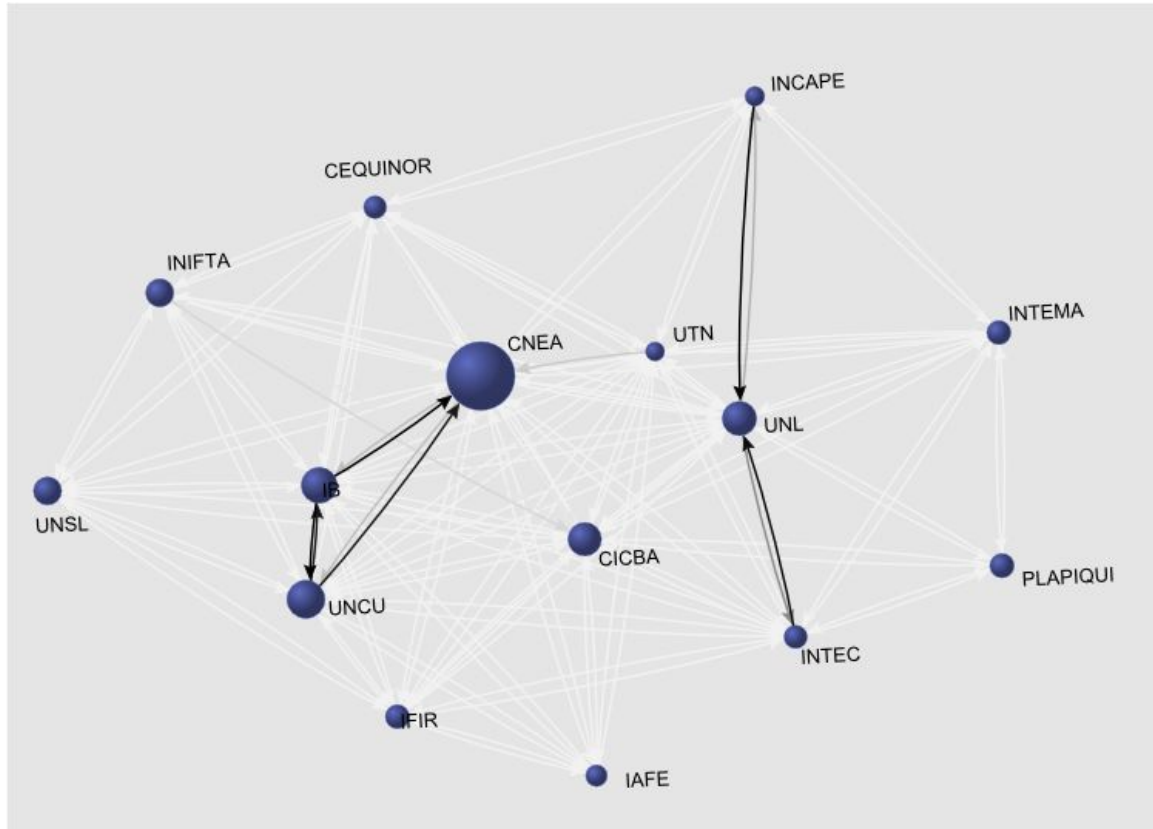 INCAPE
CEQUINOR
INIFTA
INTEMA
UTN
CNEA
UNL
IB
UNSL
CICBA
PLAPIQUI
UNCU
INTEC
IFIR
IAFE